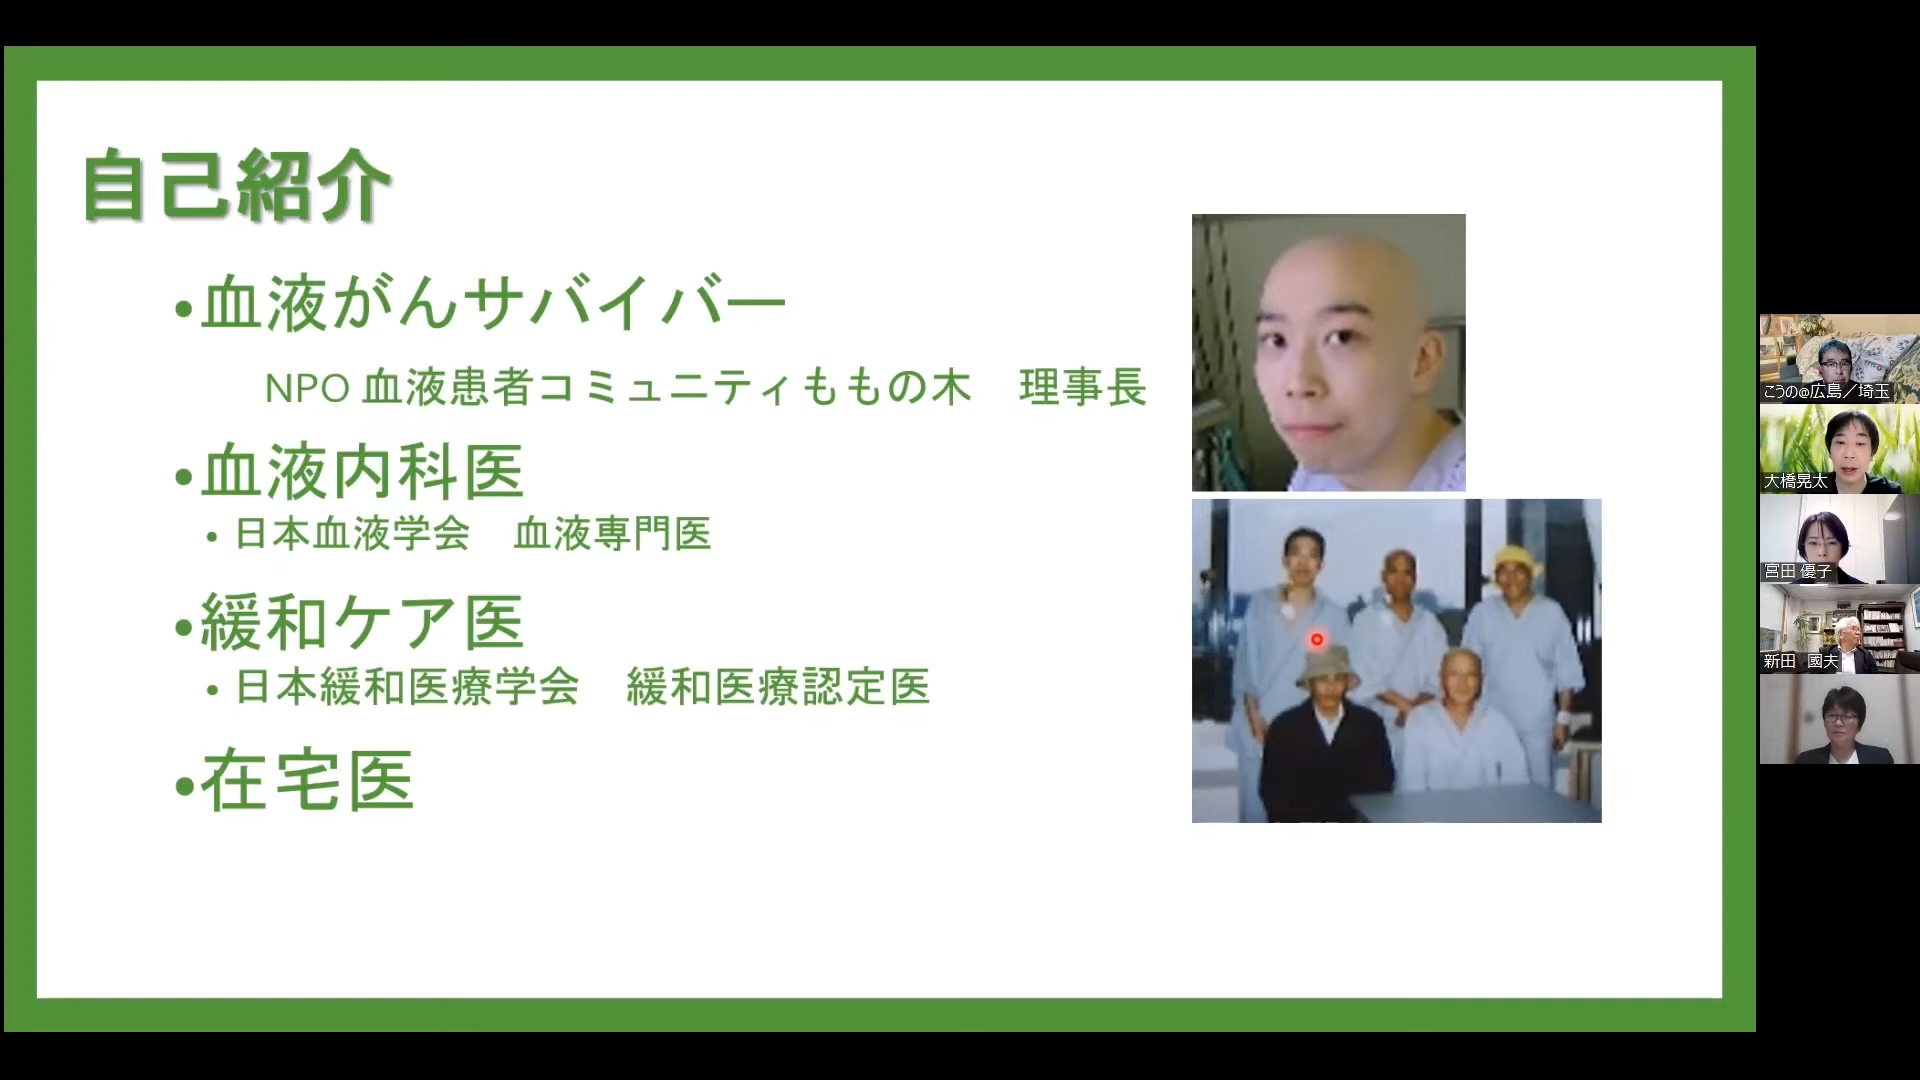 自己紹介
•血液がんサバイバー
NPO 血液患者コミュニティももの木　理事長
•血液内科医
• 日本血液学会　血液専門医
•緩和ケア医
• 日本緩和医療学会　緩和医療認定医
•在宅医
こうの@広島／埼玉
大橋晃太
宮田 優子
新田　國夫